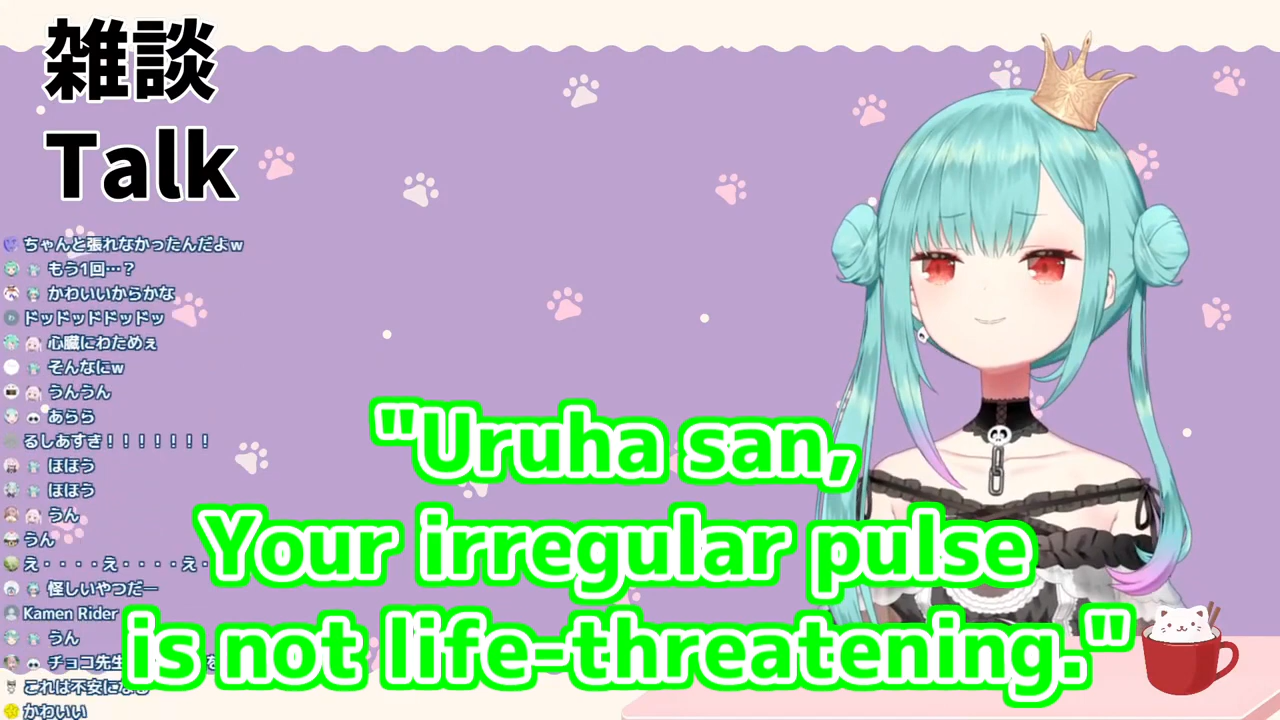 雑談
Talk
ちゃんと張れなかったんだよw
もう1回…？
かわいいからかな
ドッドッドドッドッ
心臓にわためぇ
そんなにw
うんうん
あらら
るしあすき！！！！！！！
ほほう
ほほう
うん
うん
え・・・・え・・・・え・
怪しいやつだー
Kamen Rider
うん
チョコ先生
これは不安になる
かわいい
"Uruha san,
Your irregular pulse
is not life-threatening."